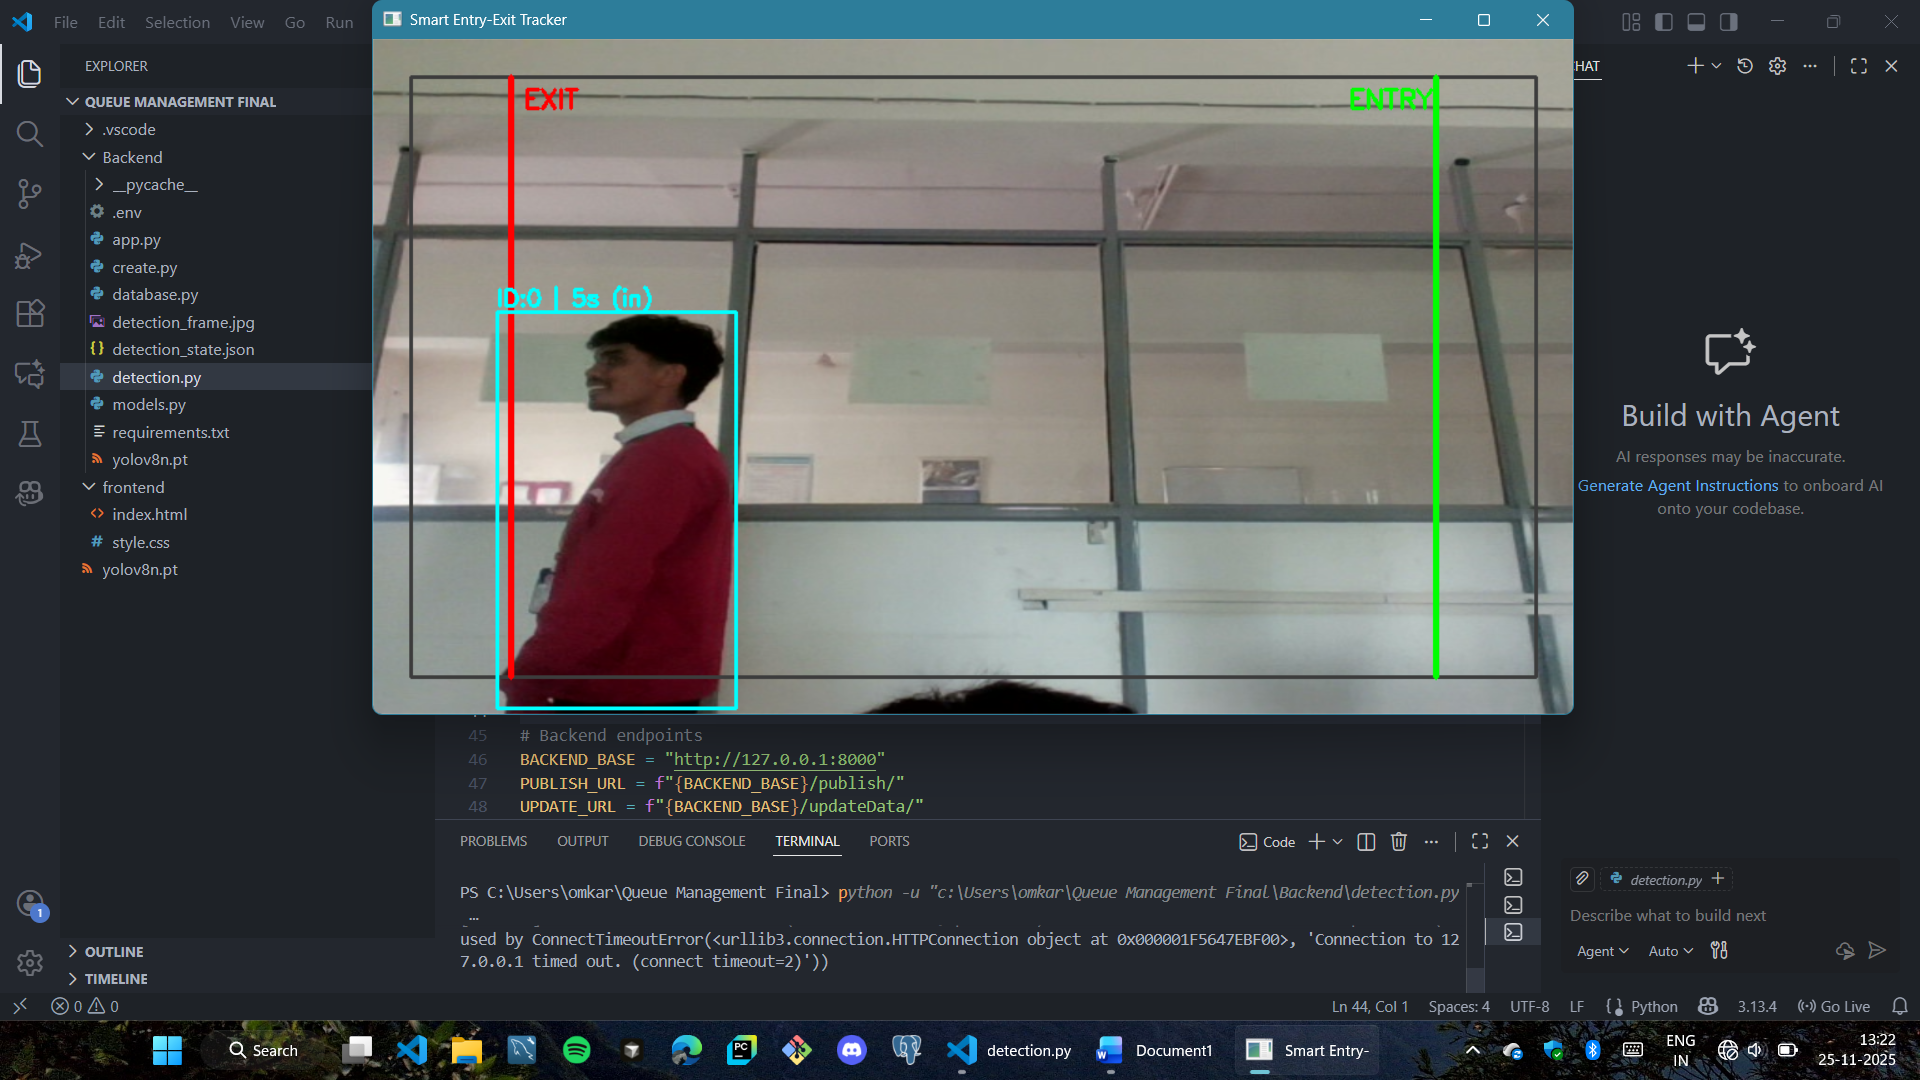 File Edit Selection View Go Run
Smart Entry-Exit Tracker
EXPLORER
QUEUE MANAGEMENT FINAL
.vscode
Backend
__pycache__
.env
app.py
create.py
database.py
detection_frame.jpg
detection_state.json
detection.py
models.py
requirements.txt
yolov8n.pt
frontend
index.html
style.css
yolov8n.pt
OUTLINE
TIMELINE
EXIT
ENTRY
ID:0 | 5s (in)
45 # Backend endpoints
46 BACKEND_BASE = "http://127.0.0.1:8000"
47 PUBLISH_URL = f"{BACKEND_BASE}/publish/"
48 UPDATE_URL = f"{BACKEND_BASE}/updateData/"
PROBLEMS OUTPUT DEBUG CONSOLE TERMINAL PORTS
Code
PS C:\Users\omkar\Queue Management Final> python -u "c:\Users\omkar\Queue Management Final\Backend\detection.py
…
used by ConnectTimeoutError(<urllib3.connection.HTTPConnection object at 0x000001F5647EBF00>, 'Connection to 12
7.0.0.1 timed out. (connect timeout=2)'))
HAT
Build with Agent
AI responses may be inaccurate.
Generate Agent Instructions to onboard AI
onto your codebase.
detection.py
Describe what to build next
Agent Auto
1
0 0
Ln 44, Col 1 Spaces: 4 UTF-8 LF Python 3.13.4 Go Live
Search
PC
detection.py
Document1
Smart Entry-
ENG
IN
13:22
25-11-2025